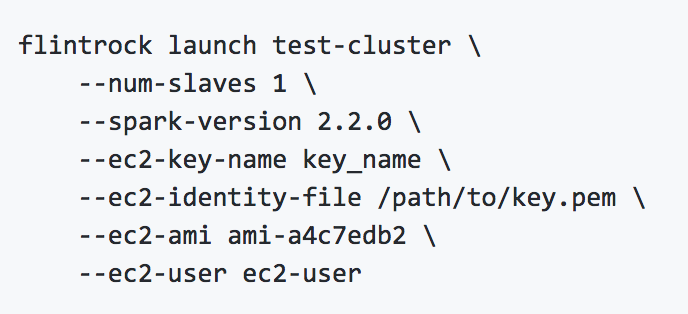 flintrock launch test-cluster \
    --num-slaves 1 \
    --spark-version 2.2.0 \
    --ec2-key-name key_name \
    --ec2-identity-file /path/to/key.pem \
    --ec2-ami ami-a4c7edb2 \
    --ec2-user ec2-user